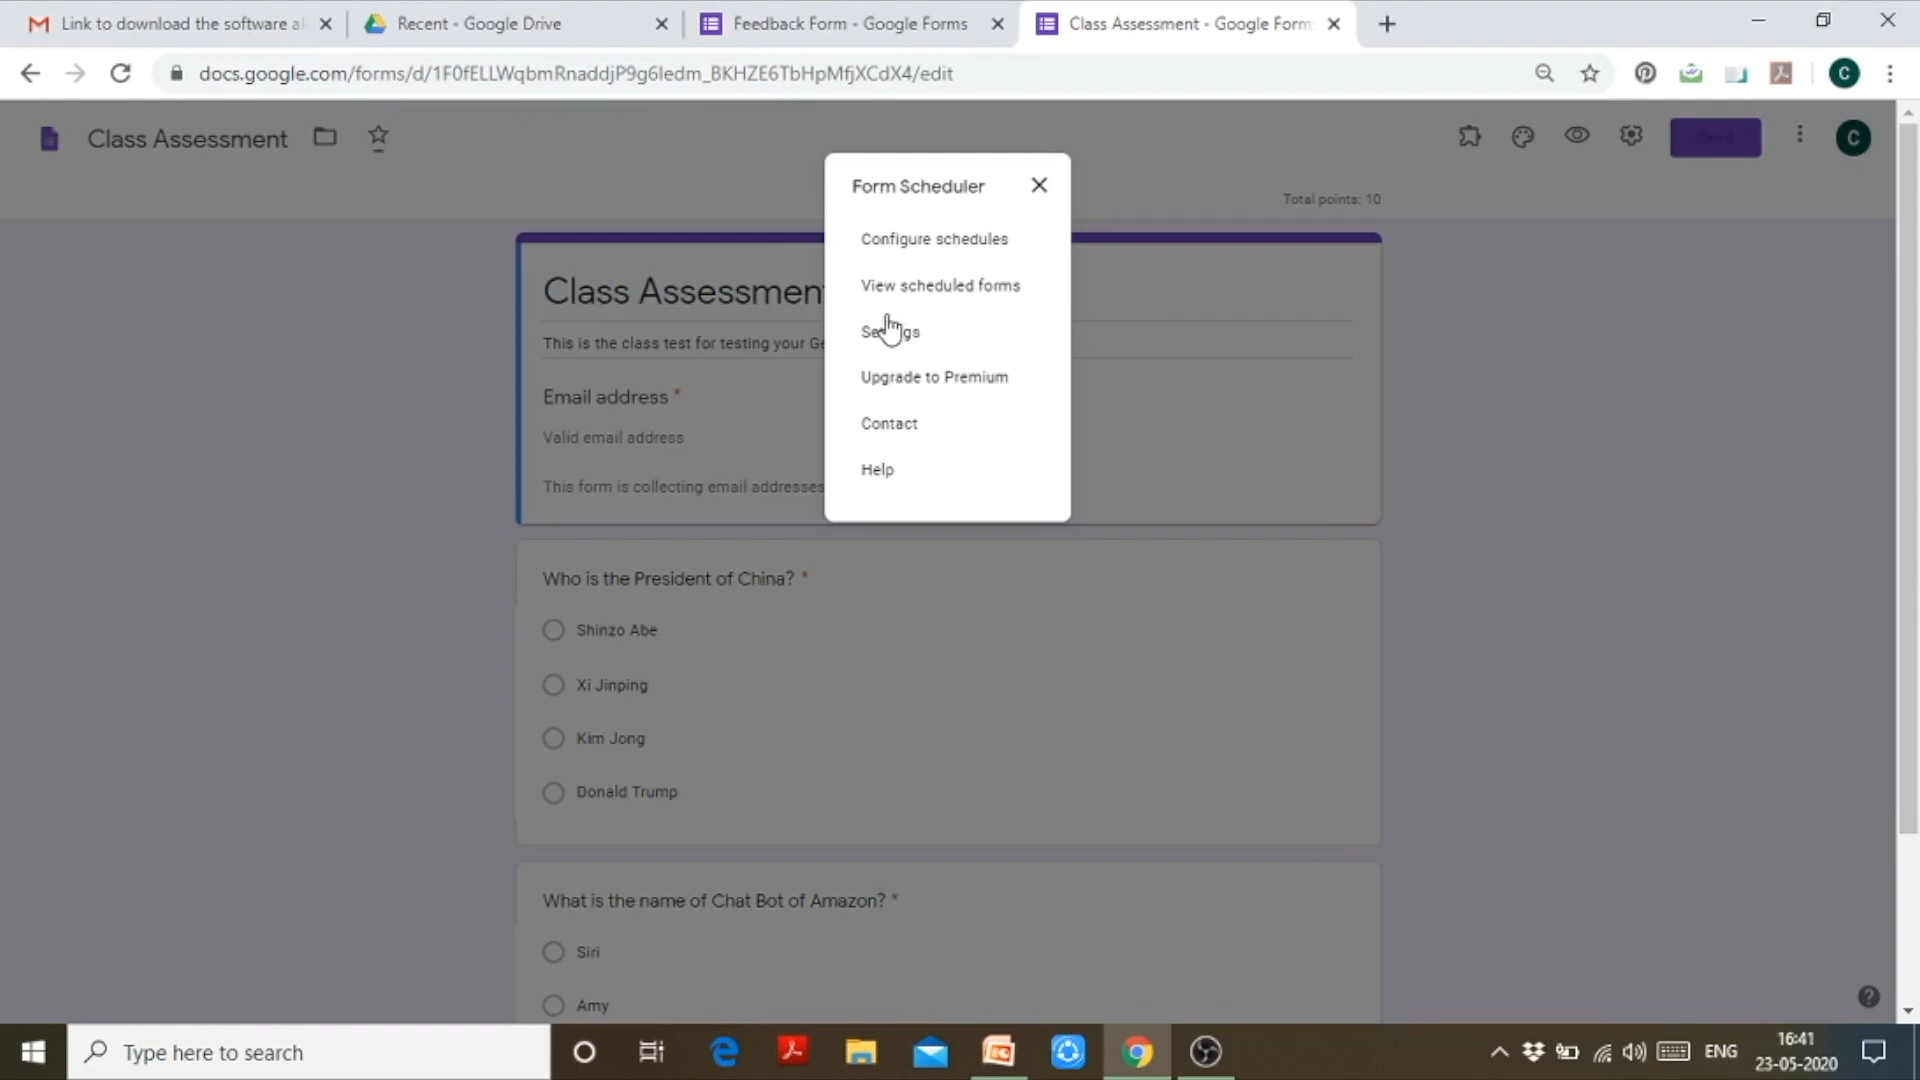 Link to download the software al
Recent - Google Drive
Feedback Form - Google Forms
Class Assessment - Google Form
docs.google.com/forms/d/1F0fELLWqbmRnaddjP9g6Iedm_BKHZE6TbHpMfjXCdX4/edit
C
Class Assessment
C
Total points: 10
Form Scheduler
Configure schedules
View scheduled forms
Settings
Upgrade to Premium
Contact
Help
Class Assessmen
This is the class test for testing your Ge
Email address *
Valid email address
This form is collecting email addresses
Who is the President of China? *
Shinzo Abe
Xi Jinping
Kim Jong
Donald Trump
What is the name of Chat Bot of Amazon? *
Siri
Amy
Type here to search
ENG
16:41
23-05-2020